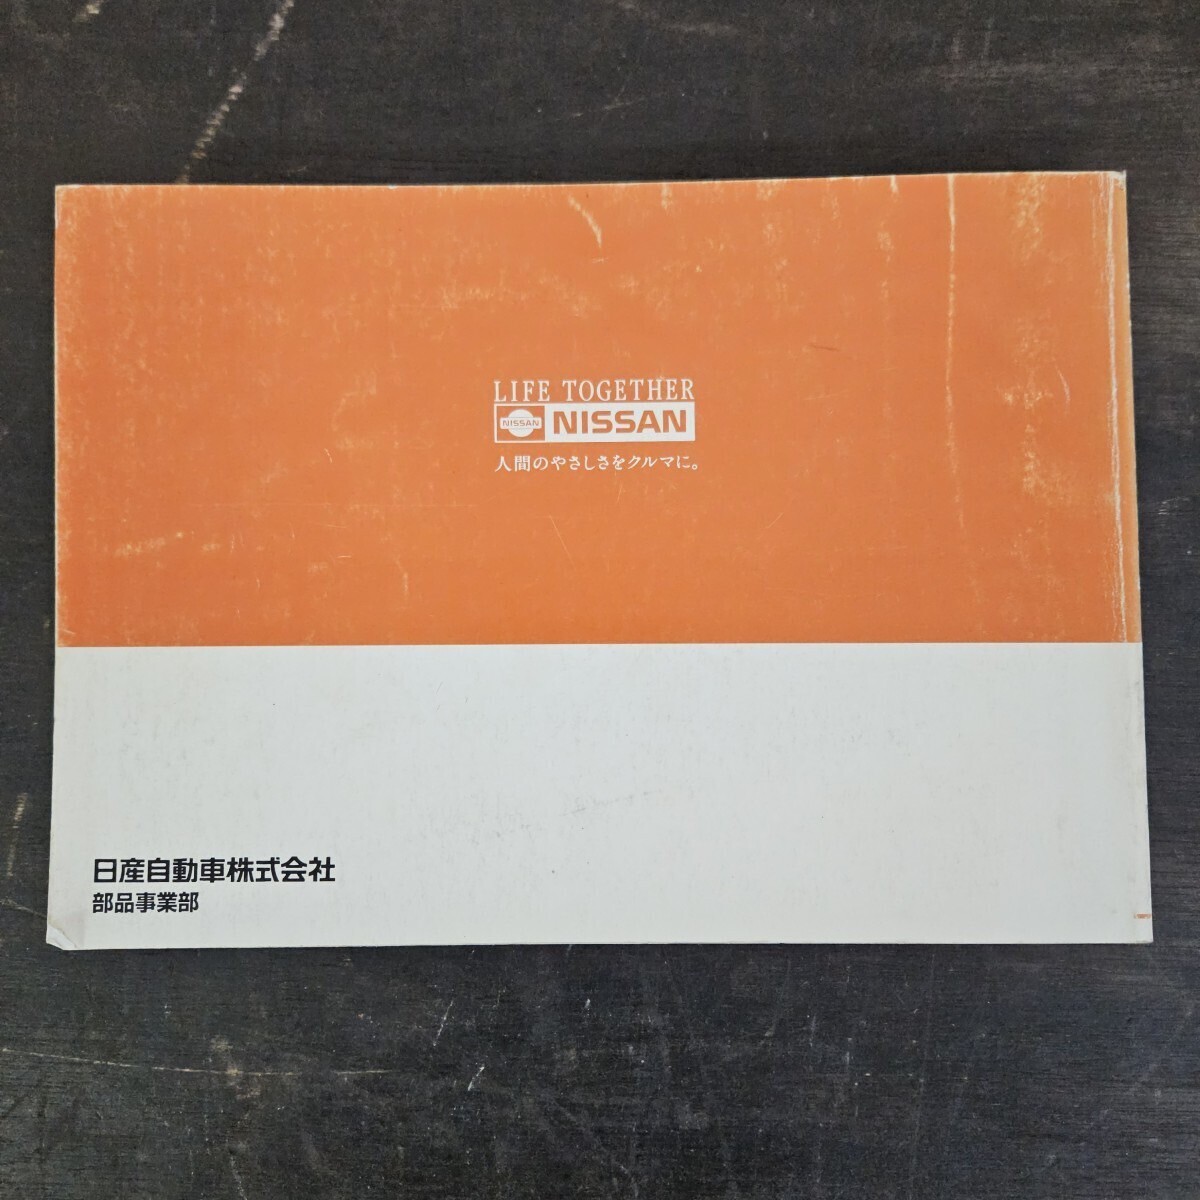 LIFE TOGETHER
NISSAN NISSAN
人間のやさしさをクルマに。
日産自動車株式会社
部品事業部